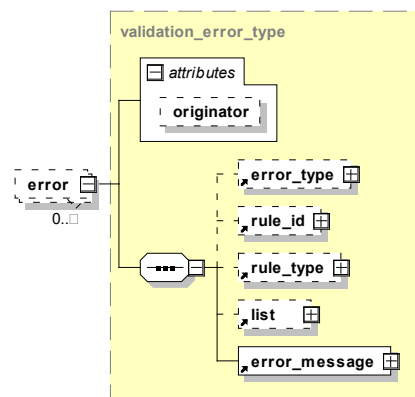 validation_error_type
attributes
originator
error
0..□
error_type
rule_id
rule_type
list
error_message